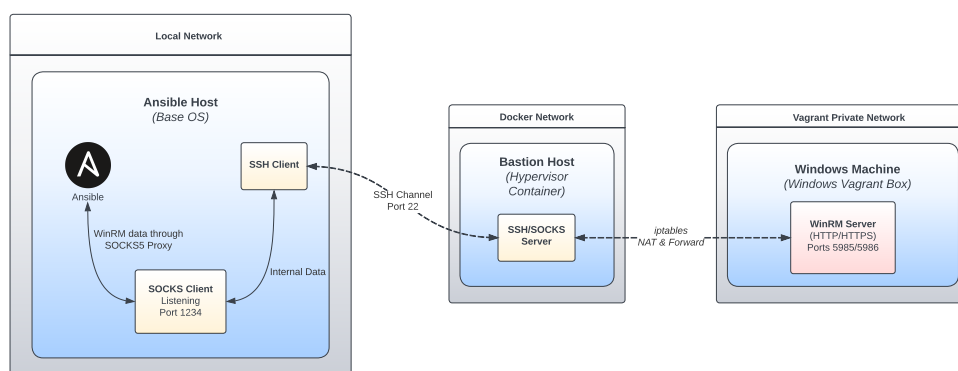 Local Network
Ansible Host
(Base OS)
Ansible
SSH Client
WinRM data through
SOCKS5 Proxy
Internal Data
SOCKS Client
Listening
Port 1234
SSH Channel
Port 22
Docker Network
Bastion Host
(Hypervisor
Container)
SSH/SOCKS
Server
iptables
NAT & Forward
Vagrant Private Network
Windows Machine
(Windows Vagrant Box)
WinRM Server
(HTTP/HTTPS)
Ports 5985/5986